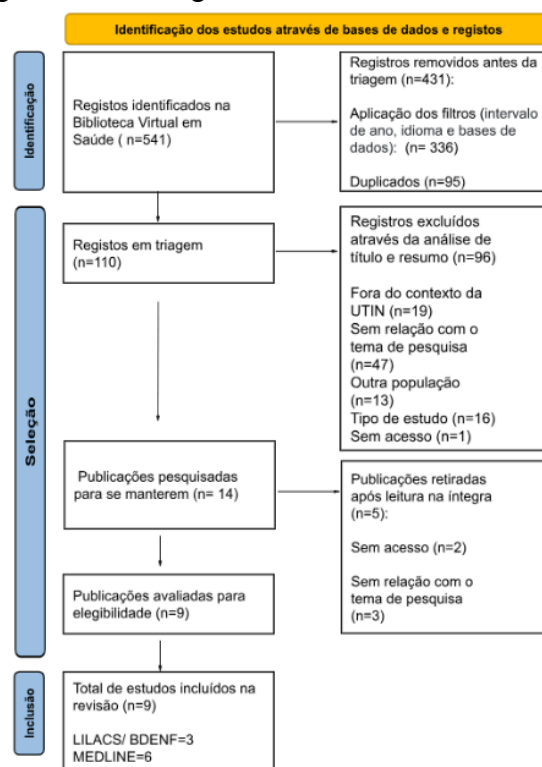 Identificação dos estudos através de bases de dados e registos
Identificação
Registos identificados na
Biblioteca Virtual em
Saúde ( n=541)
Registros removidos antes da
triagem (n=431):
Aplicação dos filtros (intervalo
de ano, idioma e bases de
dados): (n= 336)
Duplicados (n=95)
Seleção
Registos em triagem
(n=110)
Registros excluídos
através da análise de
título e resumo (n=96)
Fora do contexto da
UTIN (n=19)
Sem relação com o
tema de pesquisa
(n=47)
Outra população
(n=13)
Tipo de estudo (n=16)
Sem acesso (n=1)
Publicações pesquisadas
para se manterem (n= 14)
Publicações retiradas
após leitura na íntegra
(n=5):
Sem acesso (n=2)
Sem relação com o
tema de pesquisa
(n=3)
Publicações avaliadas para
elegibilidade (n=9)
Inclusão
Total de estudos incluídos na
revisão (n=9)
LILACS/ BDENF=3
MEDLINE=6